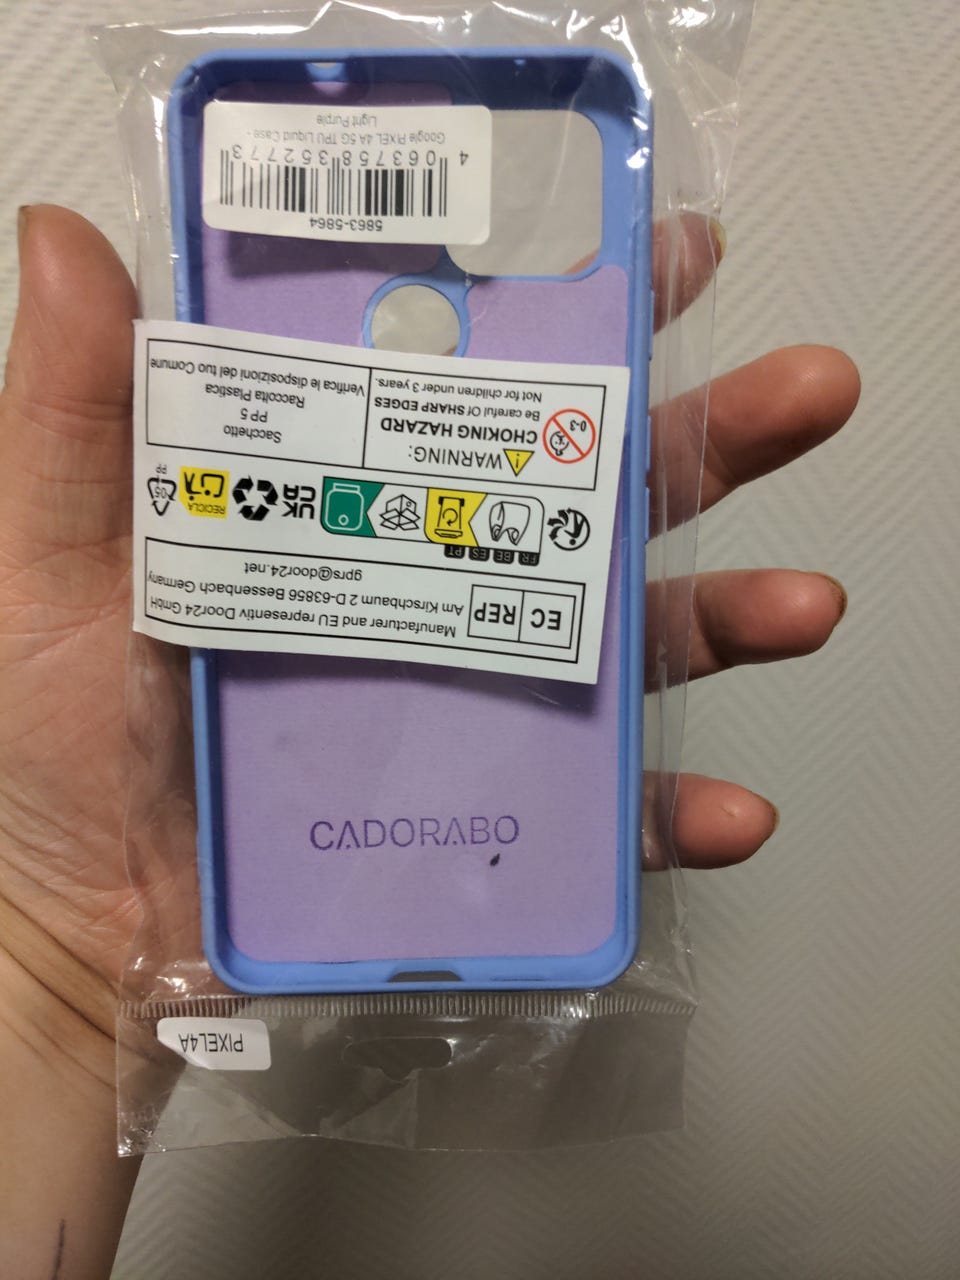 5863-5864
4 063758 352773
Google PIXEL 4A 5G TPU Liquid Case -
Light Purple
EC REP
Manufacturer and EU representiv Door24 GmbH
Am Kirschbaum 2 D-63856 Bessenbach Germany
gprs@door24.net
FR BE ES PT
UK
CA
RECICLA
05
PP
0-3
WARNING:
CHOKING HAZARD
Be careful Of SHARP EDGES
Not for children under 3 years.
Sacchetto
PP 5
Raccolta Plastica
Verifica le disposizioni del tuo Comune
CADORABO
PIXEL4A